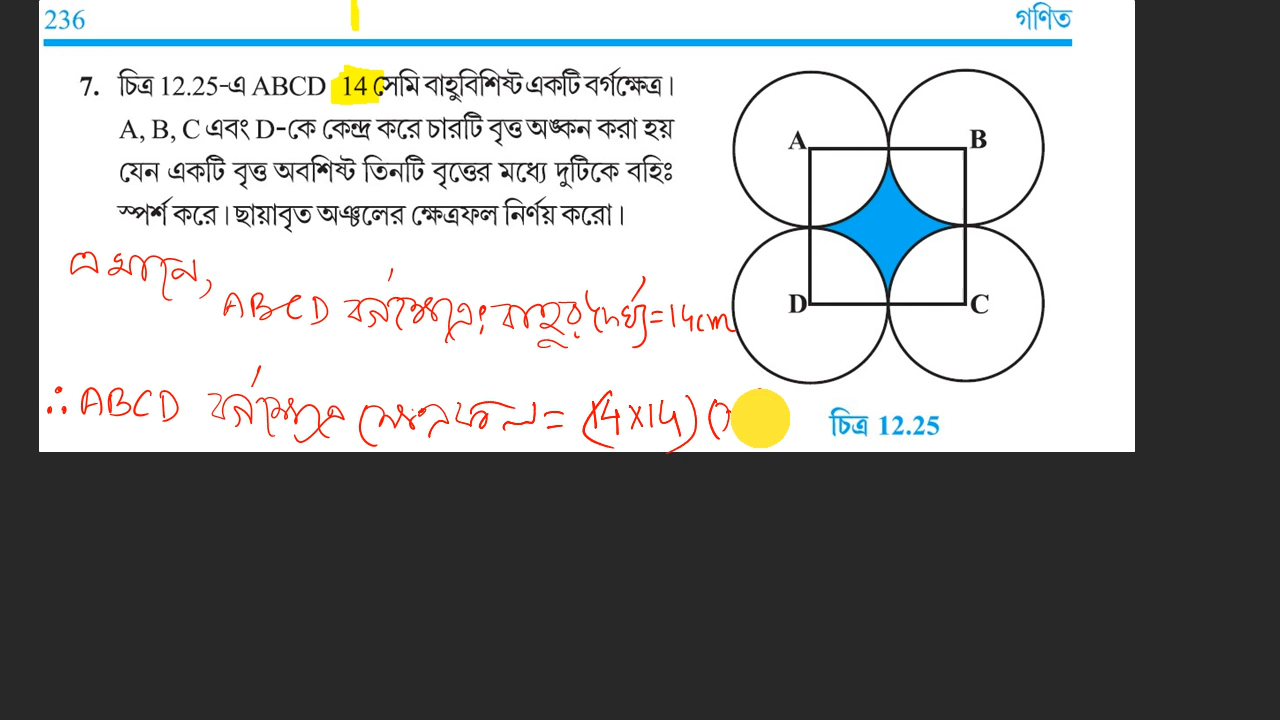 236
গণিত
7. চিত্র 12.25-এ ABCD 14 সেমি বাহুবিশিষ্ট একটি বর্গক্ষেত্র।
A, B, C এবং D-কে কেন্দ্র করে চারটি বৃত্ত অঙ্কন করা হয়
যেন একটি বৃত্ত অবশিষ্ট তিনটি বৃত্তের মধ্যে দুটিকে বহিঃ
স্পর্শ করে। ছায়াবৃত অঞ্চলের ক্ষেত্রফল নির্ণয় করো।
A B
D C
চিত্র 12.25
এখানে,
ABCD বর্গক্ষেত্রের বাহুর দৈর্ঘ্য = 14cm
∴ ABCD বর্গক্ষেত্রের ক্ষেত্রফল = (14×14)